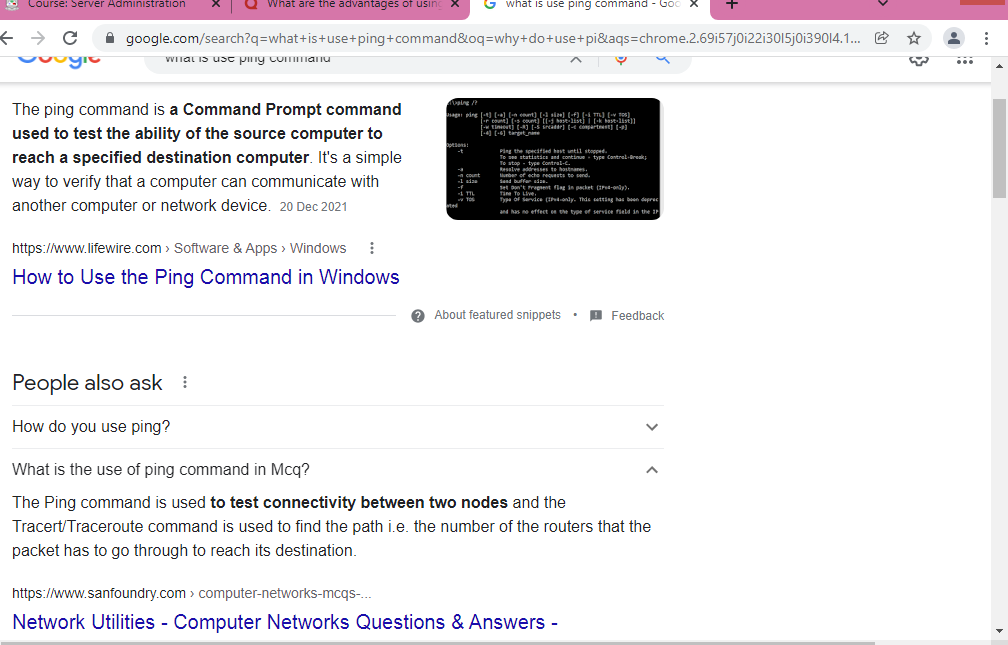 Course: Server Administration
What are the advantages of using
what is use ping command - Goo
google.com/search?q=what+is+use+ping+command&oq=why+do+use+pi&aqs=chrome.2.69i57j0i22i30l5j0i390l4.1...
Google
what is use ping command
The ping command is a Command Prompt command
used to test the ability of the source computer to
reach a specified destination computer. It's a simple
way to verify that a computer can communicate with
another computer or network device. 20 Dec 2021
:\>ping /?
Usage: ping [-t] [-a] [-n count] [-l size] [-f] [-i TTL] [-v TOS]
[-r count] [-s count] [[-j host-list] | [-k host-list]]
[-w timeout] [-R] [-S srcaddr] [-c compartment] [-p]
[-4] [-6] target_name
Options:
-t Ping the specified host until stopped.
To see statistics and continue - type Control-Break;
To stop - type Control-C.
-a Resolve addresses to hostnames.
-n count Number of echo requests to send.
-l size Send buffer size.
-f Set Don't Fragment flag in packet (IPv4-only).
-i TTL Time To Live.
-v TOS Type Of Service (IPv4-only. This setting has been deprec
ated
and has no effect on the type of service field in the IP
https://www.lifewire.com › Software & Apps › Windows
How to Use the Ping Command in Windows
About featured snippets • Feedback
People also ask
How do you use ping?
What is the use of ping command in Mcq?
The Ping command is used to test connectivity between two nodes and the
Tracert/Traceroute command is used to find the path i.e. the number of the routers that the
packet has to go through to reach its destination.
https://www.sanfoundry.com › computer-networks-mcqs-...
Network Utilities - Computer Networks Questions & Answers -